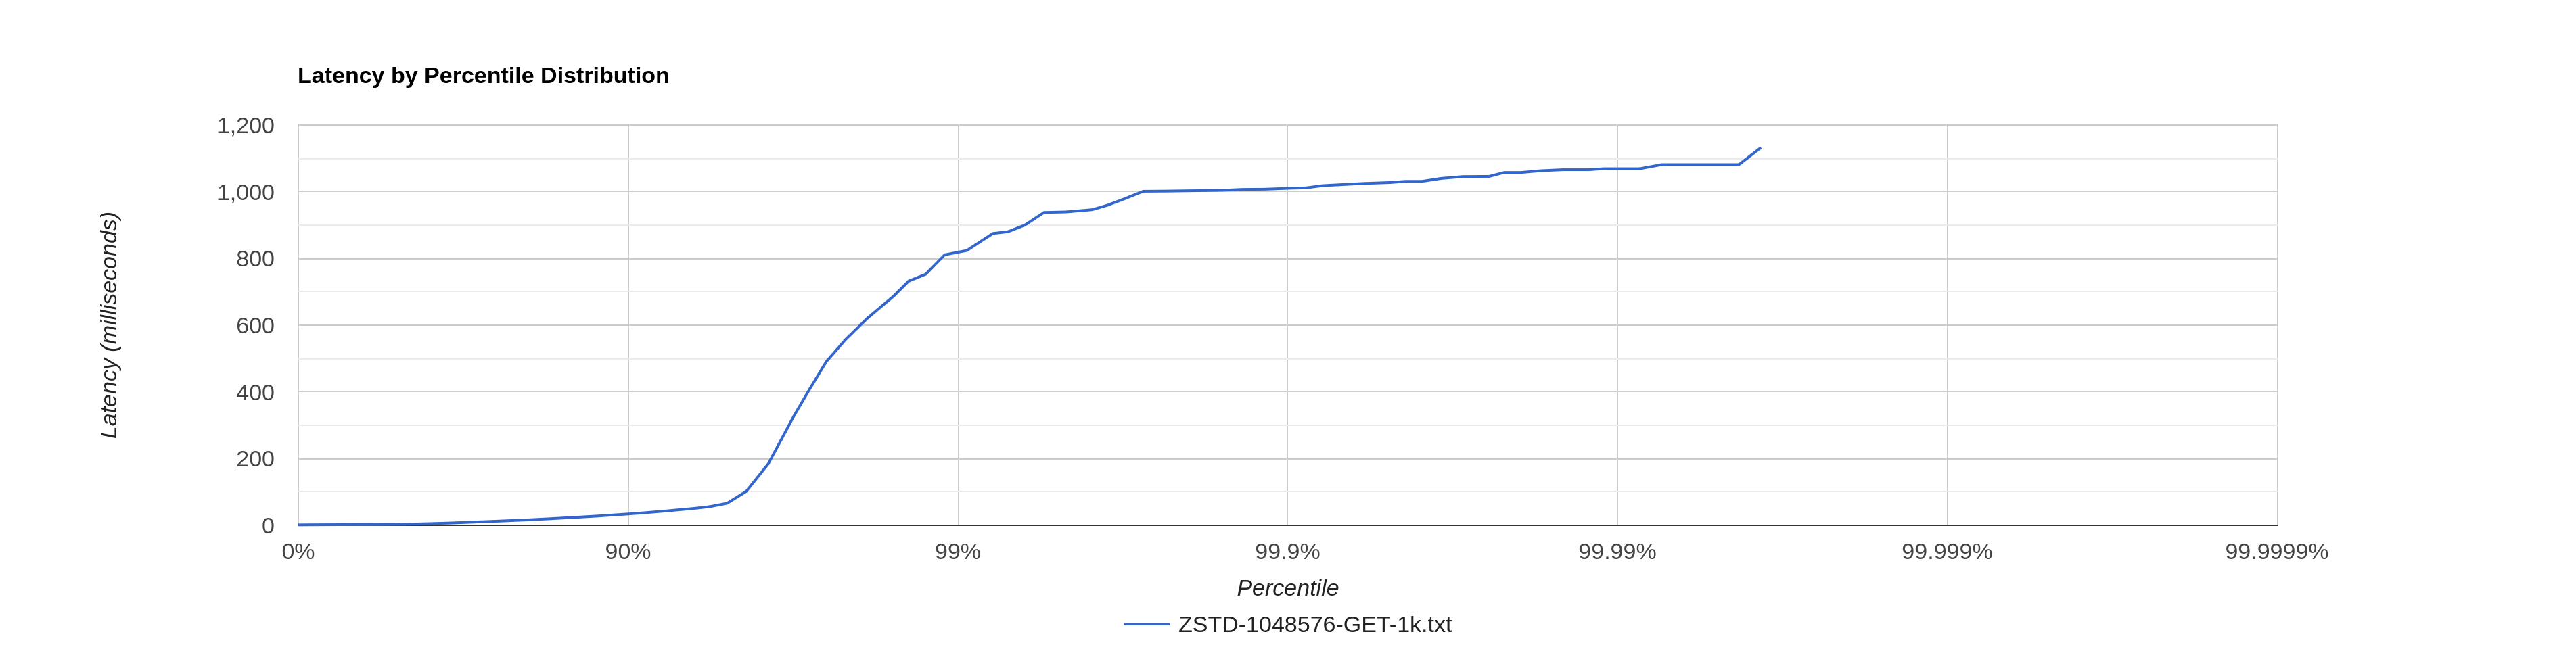 Latency by Percentile Distribution
1,200
1,000
800
600
400
200
0
Latency (milliseconds)
0% 90% 99% 99.9% 99.99% 99.999% 99.9999%
Percentile
ZSTD-1048576-GET-1k.txt